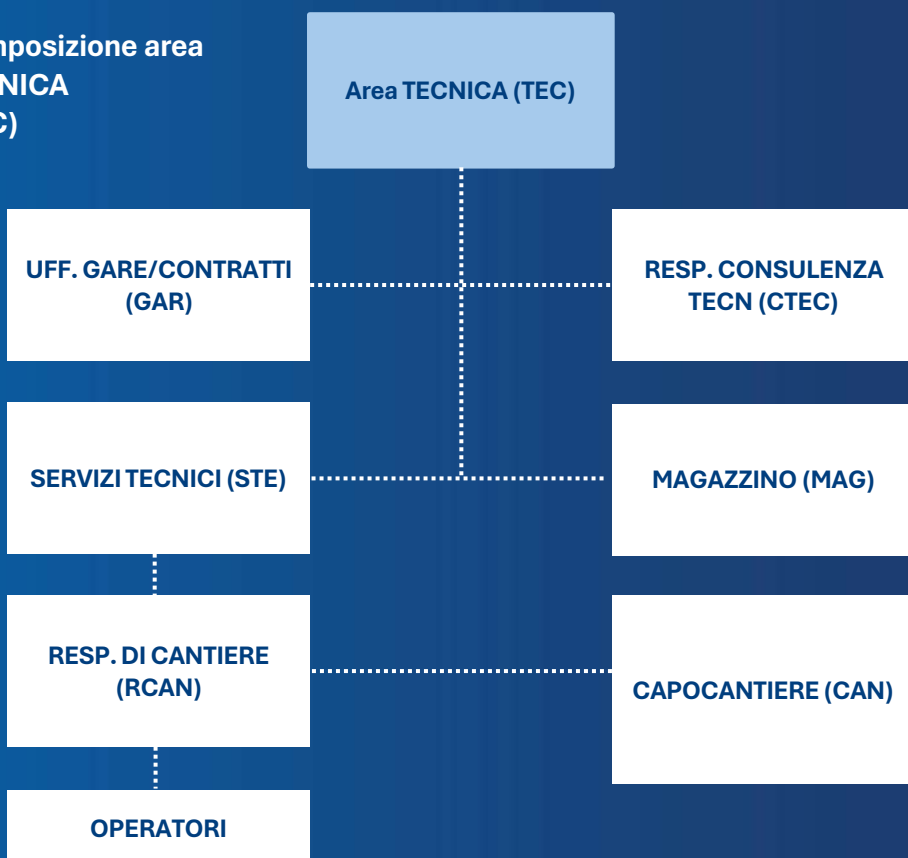 mposizione area
NICA
C)
Area TECNICA (TEC)
UFF. GARE/CONTRATTI
(GAR)
RESP. CONSULENZA
TECN (CTEC)
SERVIZI TECNICI (STE)
MAGAZZINO (MAG)
RESP. DI CANTIERE
(RCAN)
CAPOCANTIERE (CAN)
OPERATORI